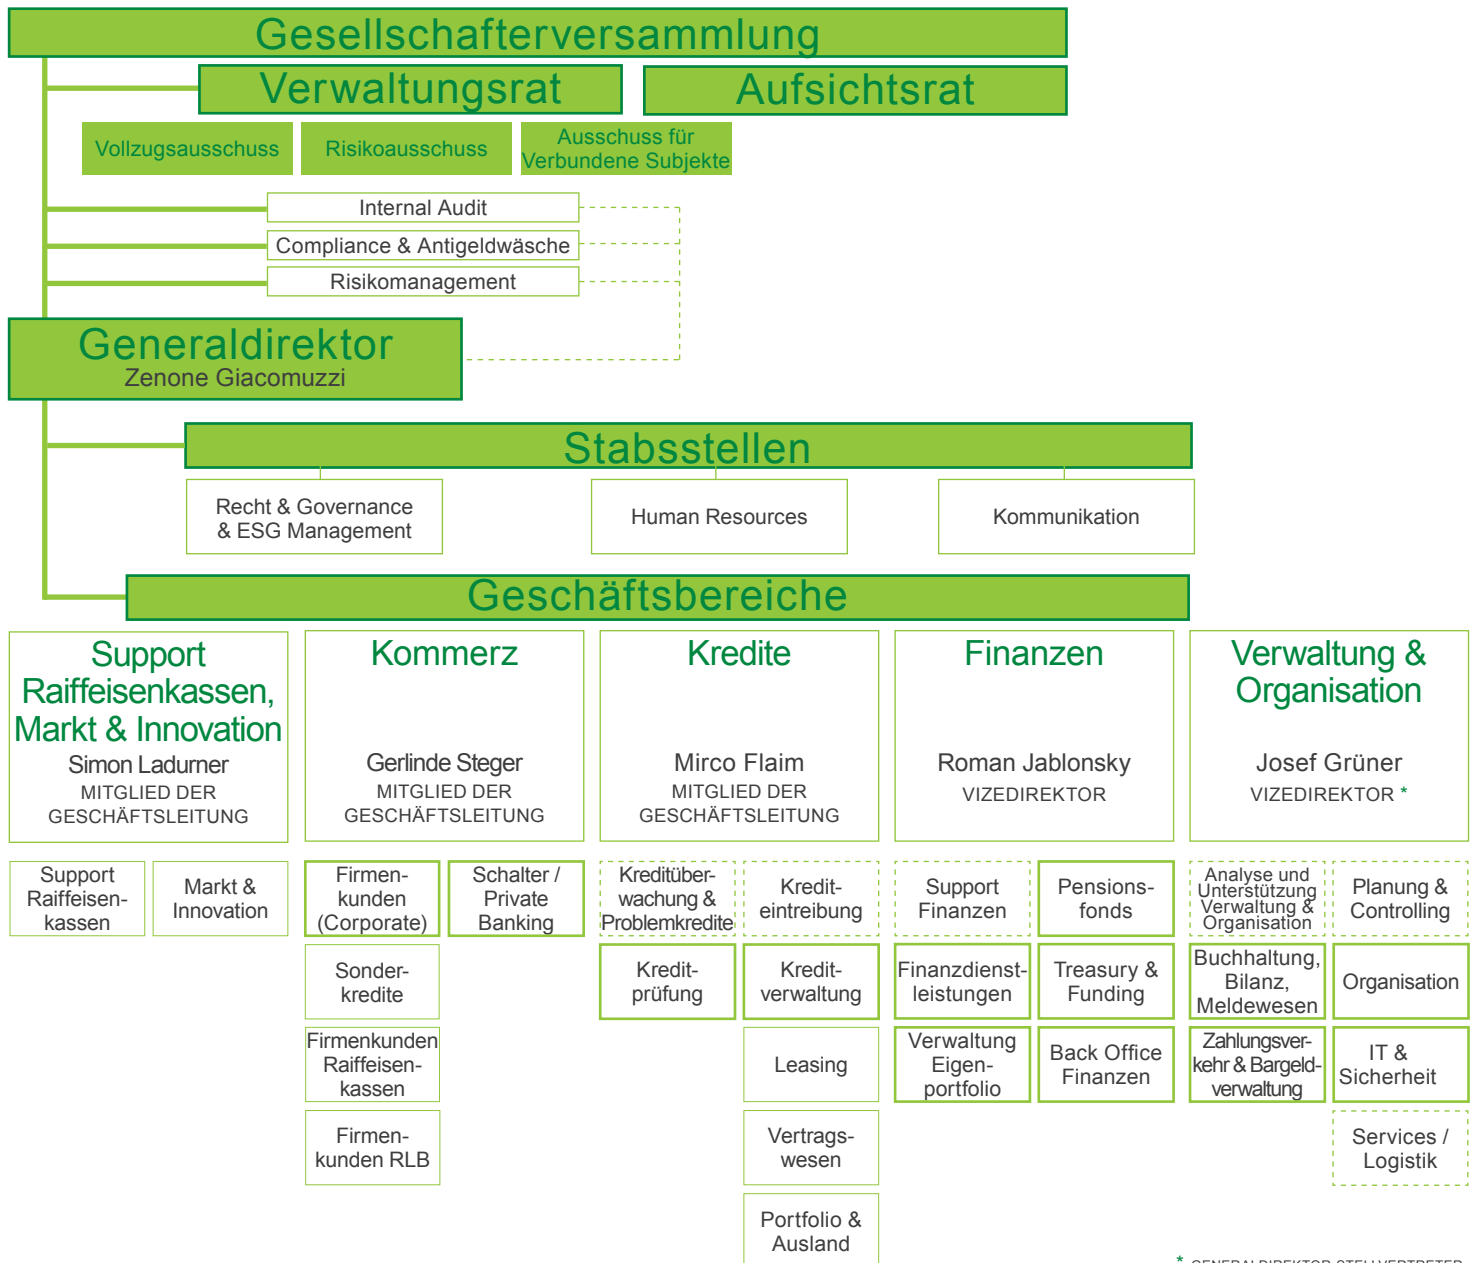 Gesellschafterversammlung
Verwaltungsrat
Aufsichtsrat
Vollzugsausschuss
Risikoausschuss
Ausschuss für
Verbundene Subjekte
Internal Audit
Compliance & Antigeldwäsche
Risikomanagement
Generaldirektor
Zenone Giacomuzzi
Stabsstellen
Recht & Governance
& ESG Management
Human Resources
Kommunikation
Geschäftsbereiche
Support
Raiffeisenkassen,
Markt & Innovation
Simon Ladurner
MITGLIED DER
GESCHÄFTSLEITUNG
Kommerz
Gerlinde Steger
MITGLIED DER
GESCHÄFTSLEITUNG
Kredite
Mirco Flaim
MITGLIED DER
GESCHÄFTSLEITUNG
Finanzen
Roman Jablonsky
VIZEDIREKTOR
Verwaltung &
Organisation
Josef Grüner
VIZEDIREKTOR *
Support
Raiffeisen-
kassen
Markt &
Innovation
Firmen-
kunden
(Corporate)
Schalter /
Private
Banking
Sonder-
kredite
Firmenkunden
Raiffeisen-
kassen
Firmen-
kunden RLB
Kreditüber-
wachung &
Problemkredite
Kredit-
eintreibung
Kredit-
prüfung
Kredit-
verwaltung
Leasing
Vertrags-
wesen
Portfolio &
Ausland
Support
Finanzen
Pensions-
fonds
Finanzdienst-
leistungen
Treasury &
Funding
Verwaltung
Eigen-
portfolio
Back Office
Finanzen
Analyse und
Unterstützung
Verwaltung &
Organisation
Planung &
Controlling
Buchhaltung,
Bilanz,
Meldewesen
Organisation
Zahlungsver-
kehr & Bargeld-
verwaltung
IT &
Sicherheit
Services /
Logistik
* GENERALDIREKTOR-STELLVERTRETER